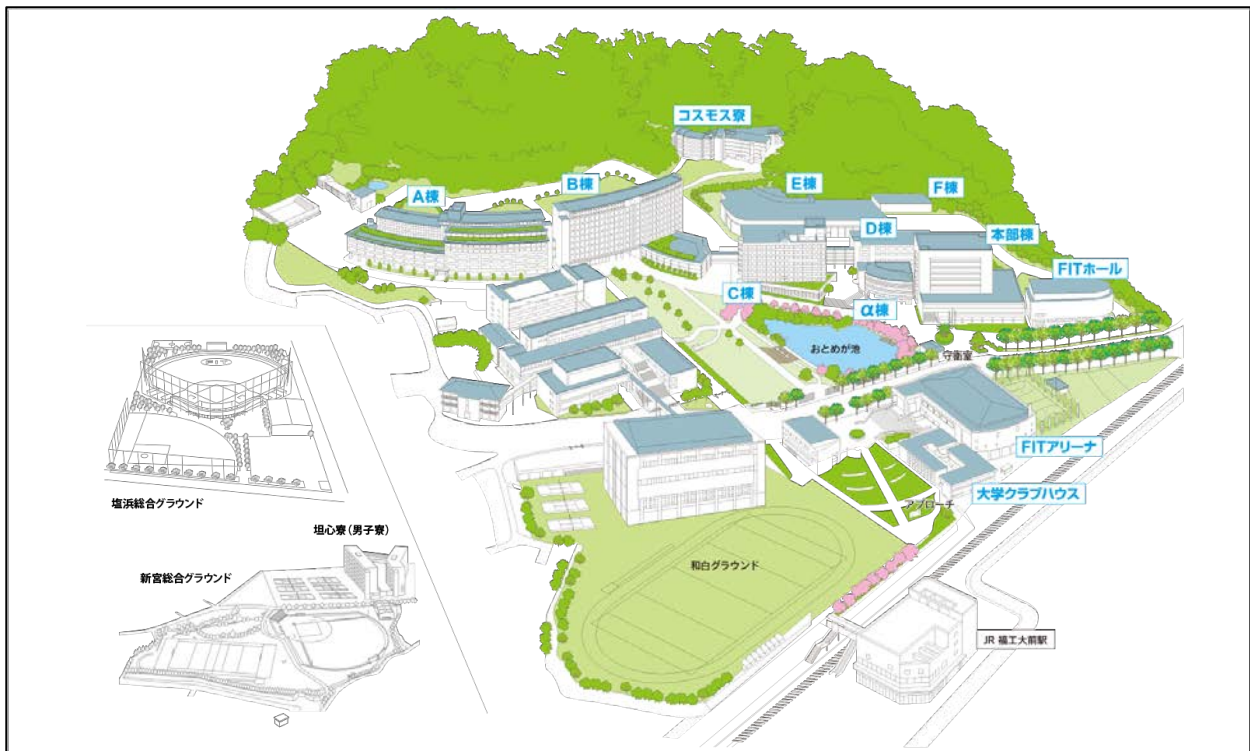 コスモス寮
A棟
B棟
E棟
F棟
D棟
本部棟
FITホール
C棟
α棟
おとめが池
守衛室
FIT
塩浜総合グラウンド
FITアリーナ
大学クラブハウス
アプローチ
坦心寮(男子寮)
新宮総合グラウンド
和白グラウンド
JR 福工大前駅